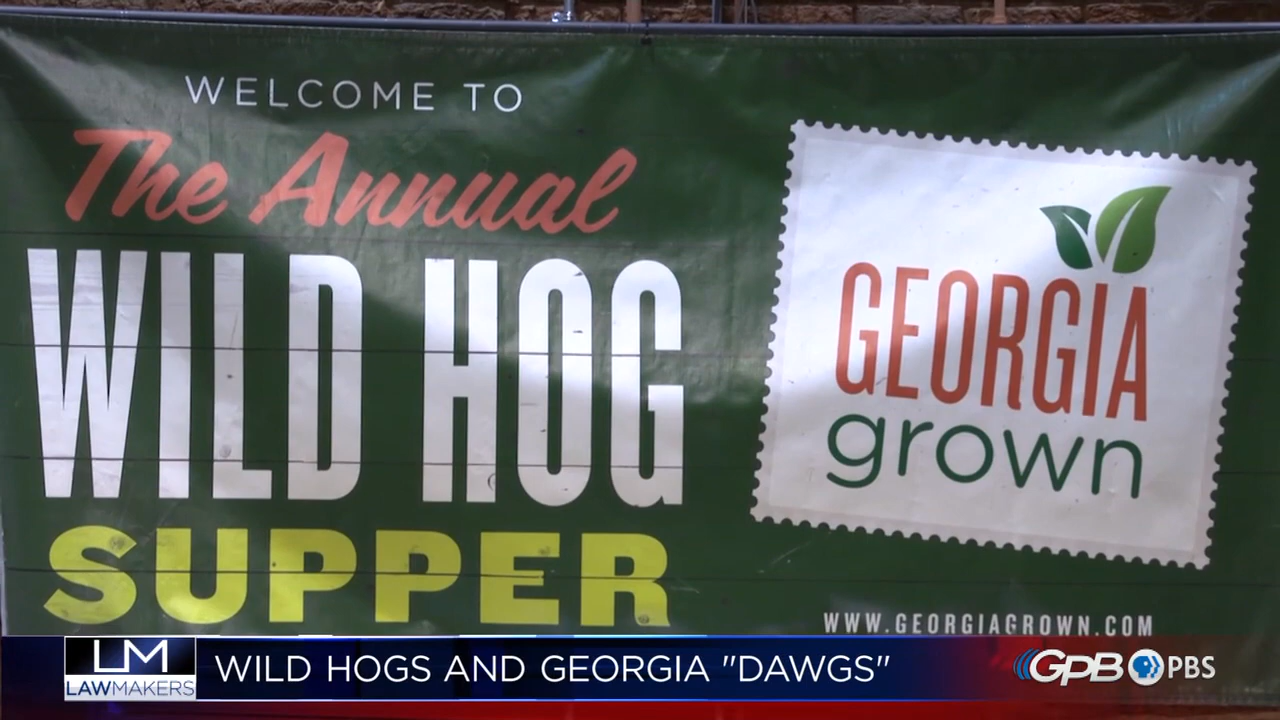 WELCOME TO
The Annual
WILD HOG
SUPPER
GEORGIA
grown
WWW.GEORGIAGROWN.COM
LM
LAWMAKERS
WILD HOGS AND GEORGIA "DAWGS"
GPB PBS